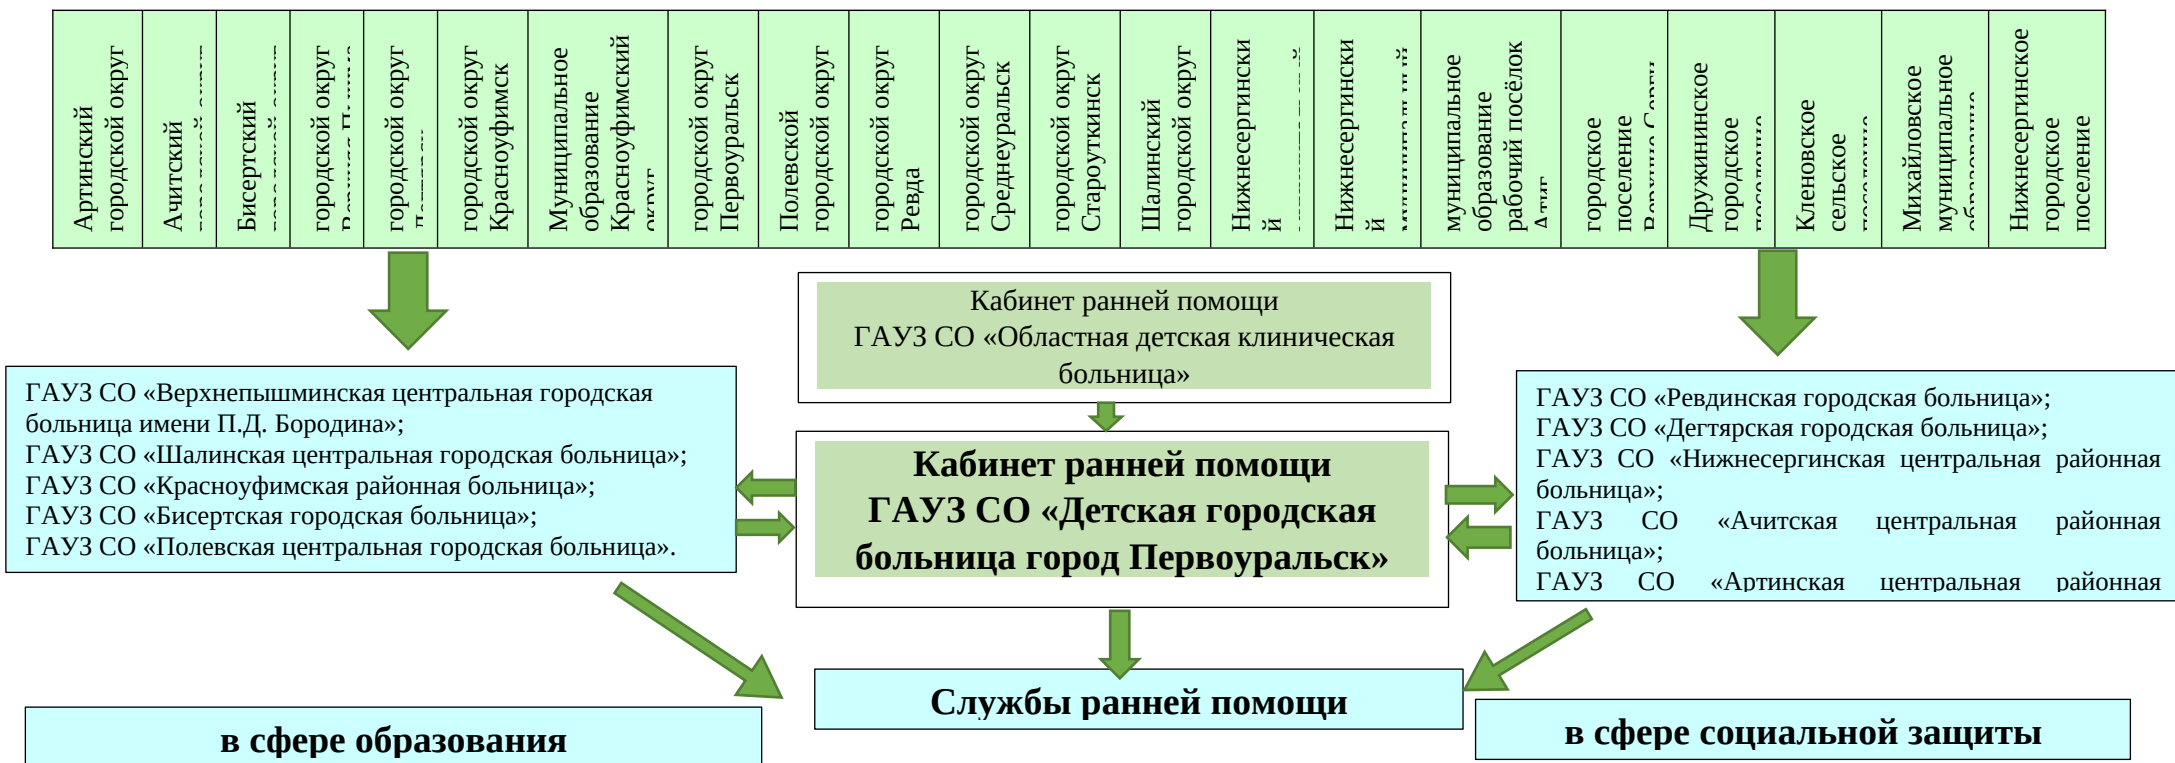 Артинский
городской округ
Ачитский
Бисертский
городской округ
городской округ
городской округ
Красноуфимск
Муниципальное
образование
Красноуфимский
округ
городской округ
Первоуральск
Полевской
городской округ
городской округ
Ревда
городской округ
Среднеуральск
городской округ
Староуткинск
Шалинский
городской округ
Нижнесергински
й
Нижнесергински
й
муниципальное
образование
рабочий посёлок
городское
поселение
Дружининское
городское
поселение
Кленовское
сельское
поселение
Михайловское
муниципальное
образование
Нижнесергинское
городское
поселение
Кабинет ранней помощи
ГАУЗ СО «Областная детская клиническая
больница»
ГАУЗ СО «Верхнепышминская центральная городская
больница имени П.Д. Бородина»;
ГАУЗ СО «Шалинская центральная городская больница»;
ГАУЗ СО «Красноуфимская районная больница»;
ГАУЗ СО «Бисертская городская больница»;
ГАУЗ СО «Полевская центральная городская больница».
Кабинет ранней помощи
ГАУЗ СО «Детская городская
больница город Первоуральск»
ГАУЗ СО «Ревдинская городская больница»;
ГАУЗ СО «Дегтярская городская больница»;
ГАУЗ СО «Нижнесергинская центральная районная
больница»;
ГАУЗ СО «Ачитская центральная районная
больница»;
ГАУЗ СО «Артинская центральная районная
Службы ранней помощи
в сфере образования
в сфере социальной защиты